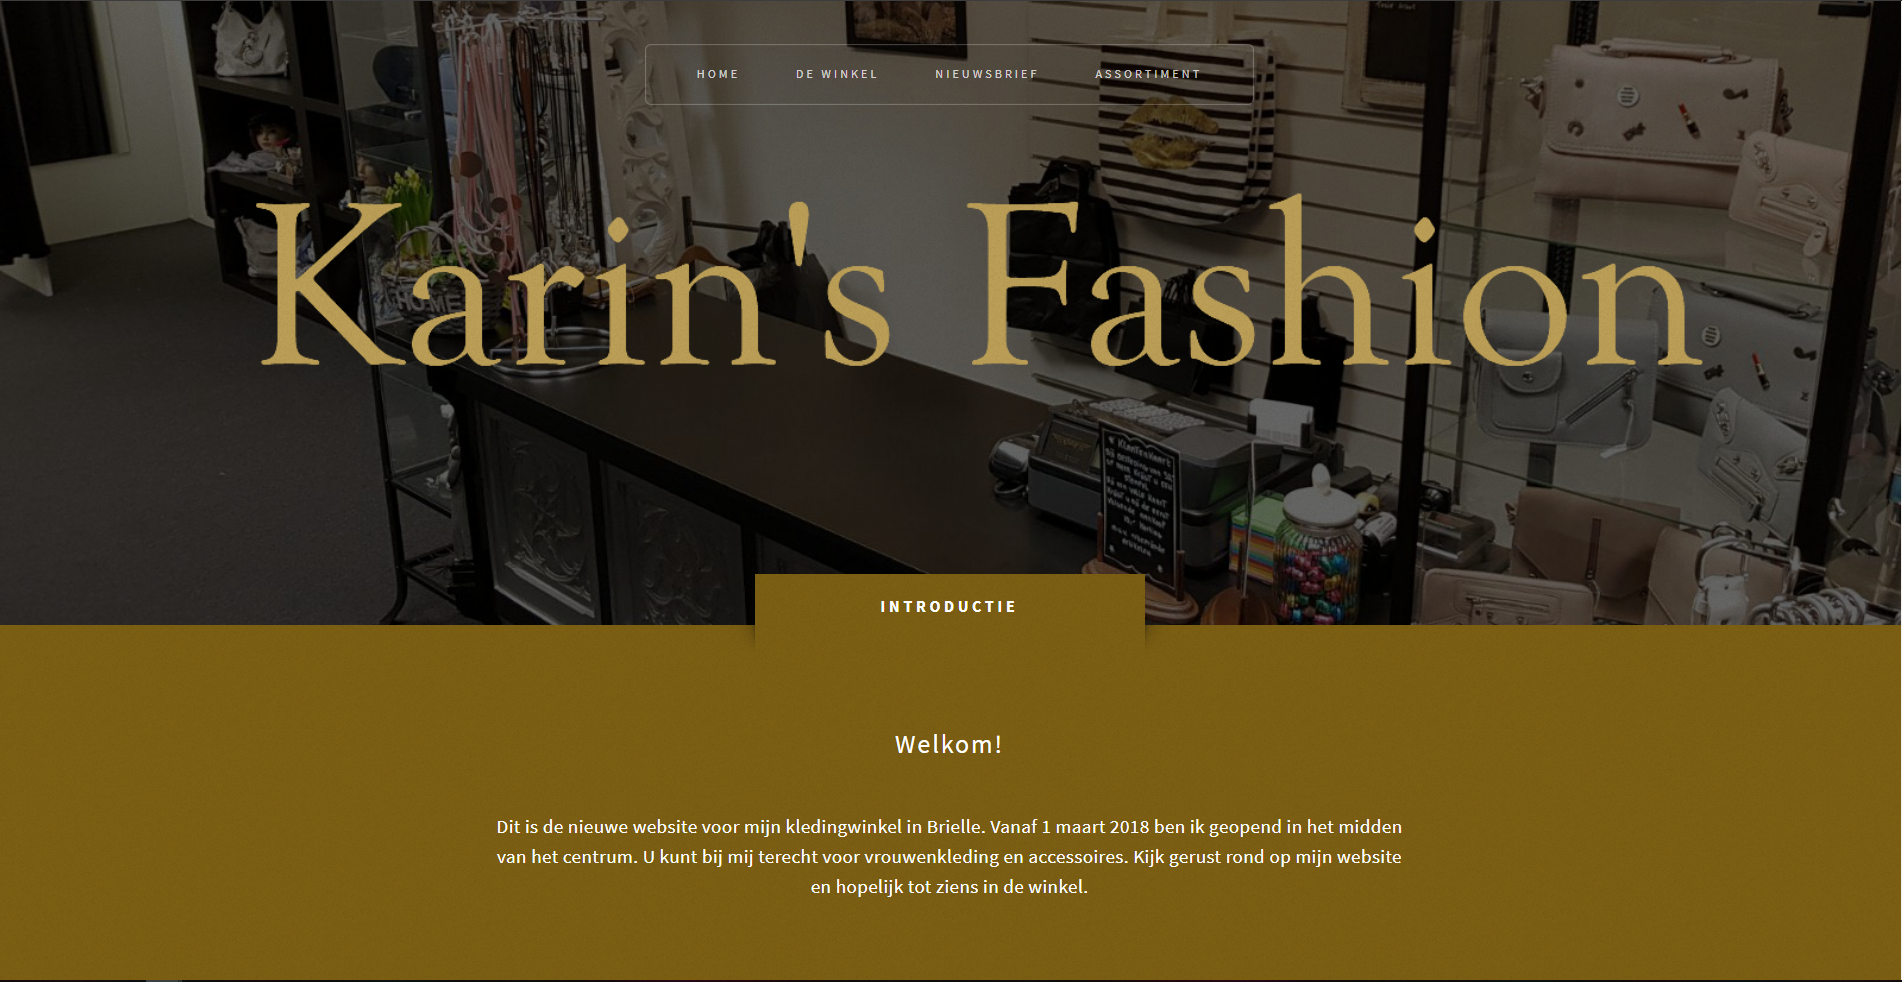 HOME DE WINKEL NIEUWSBRIEF ASSORTIMENT
Karin's Fashion
HOME
Klantenkaart
INTRODUCTIE
Welkom!
Dit is de nieuwe website voor mijn kledingwinkel in Brielle. Vanaf 1 maart 2018 ben ik geopend in het midden
van het centrum. U kunt bij mij terecht voor vrouwenkleding en accessoires. Kijk gerust rond op mijn website
en hopelijk tot ziens in de winkel.